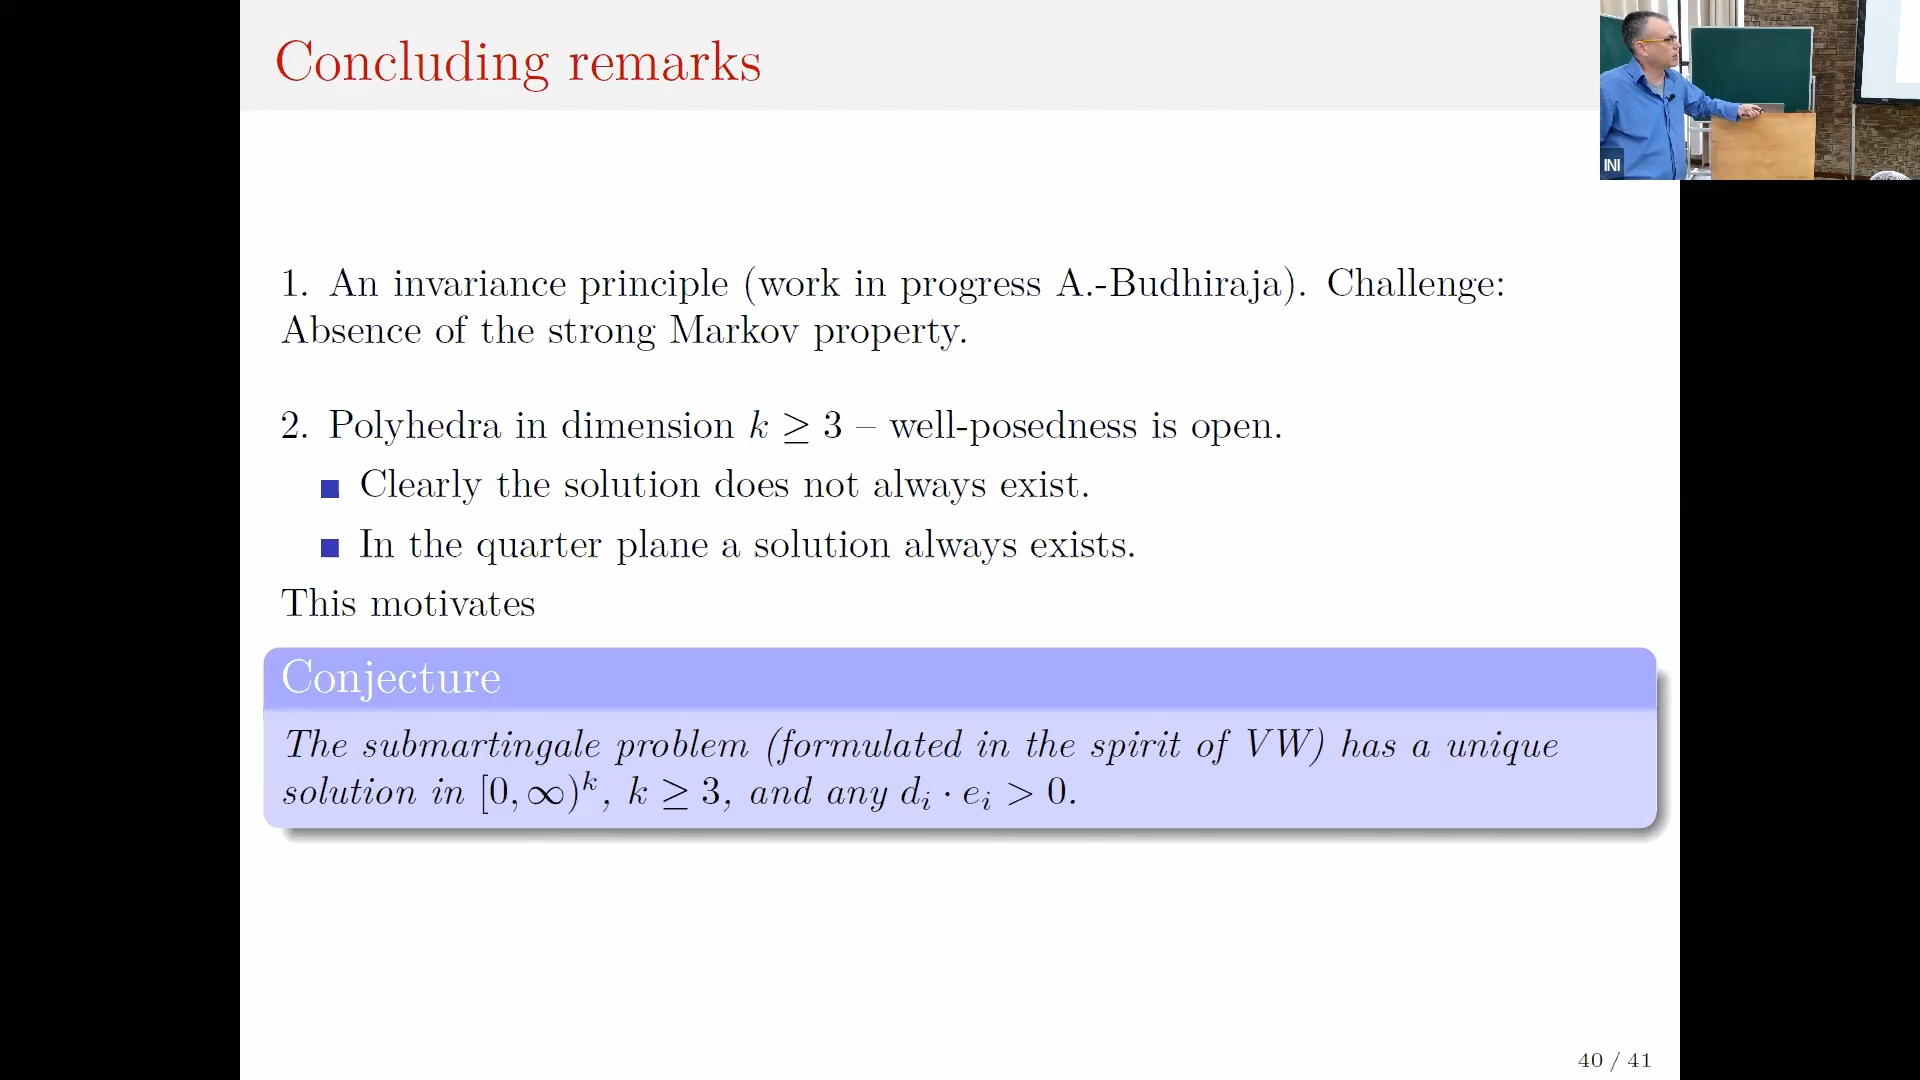 Concluding remarks
INI
1. An invariance principle (work in progress A.-Budhiraja). Challenge:
Absence of the strong Markov property.
2. Polyhedra in dimension k ≥ 3 – well-posedness is open.
Clearly the solution does not always exist.
In the quarter plane a solution always exists.
This motivates
Conjecture
The submartingale problem (formulated in the spirit of VW) has a unique
solution in [0, ∞)^k, k ≥ 3, and any d_i · e_i > 0.
40 / 41